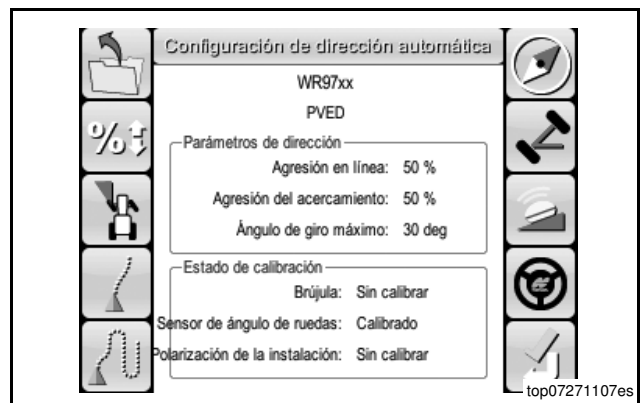 Configuración de dirección automática
WR97xx
PVED
Parámetros de dirección
Agresión en línea: 50 %
Agresión del acercamiento: 50 %
Ángulo de giro máximo: 30 deg
Estado de calibración
Brújula: Sin calibrar
Sensor de ángulo de ruedas: Calibrado
Polarización de la instalación: Sin calibrar
%
top07271107es